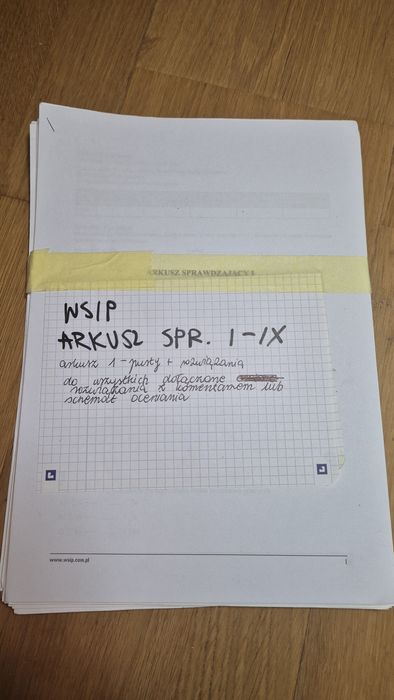 ARKUSZ SPRAWDZAJĄCY I
WSIP
ARKUSZ SPR. I-IX
arkusz 1 - pusty + rozwiązania
do wszystkich dołączone
rozwiązania z komentarzem lub
schemat oceniania
www.wsip.com.pl
1